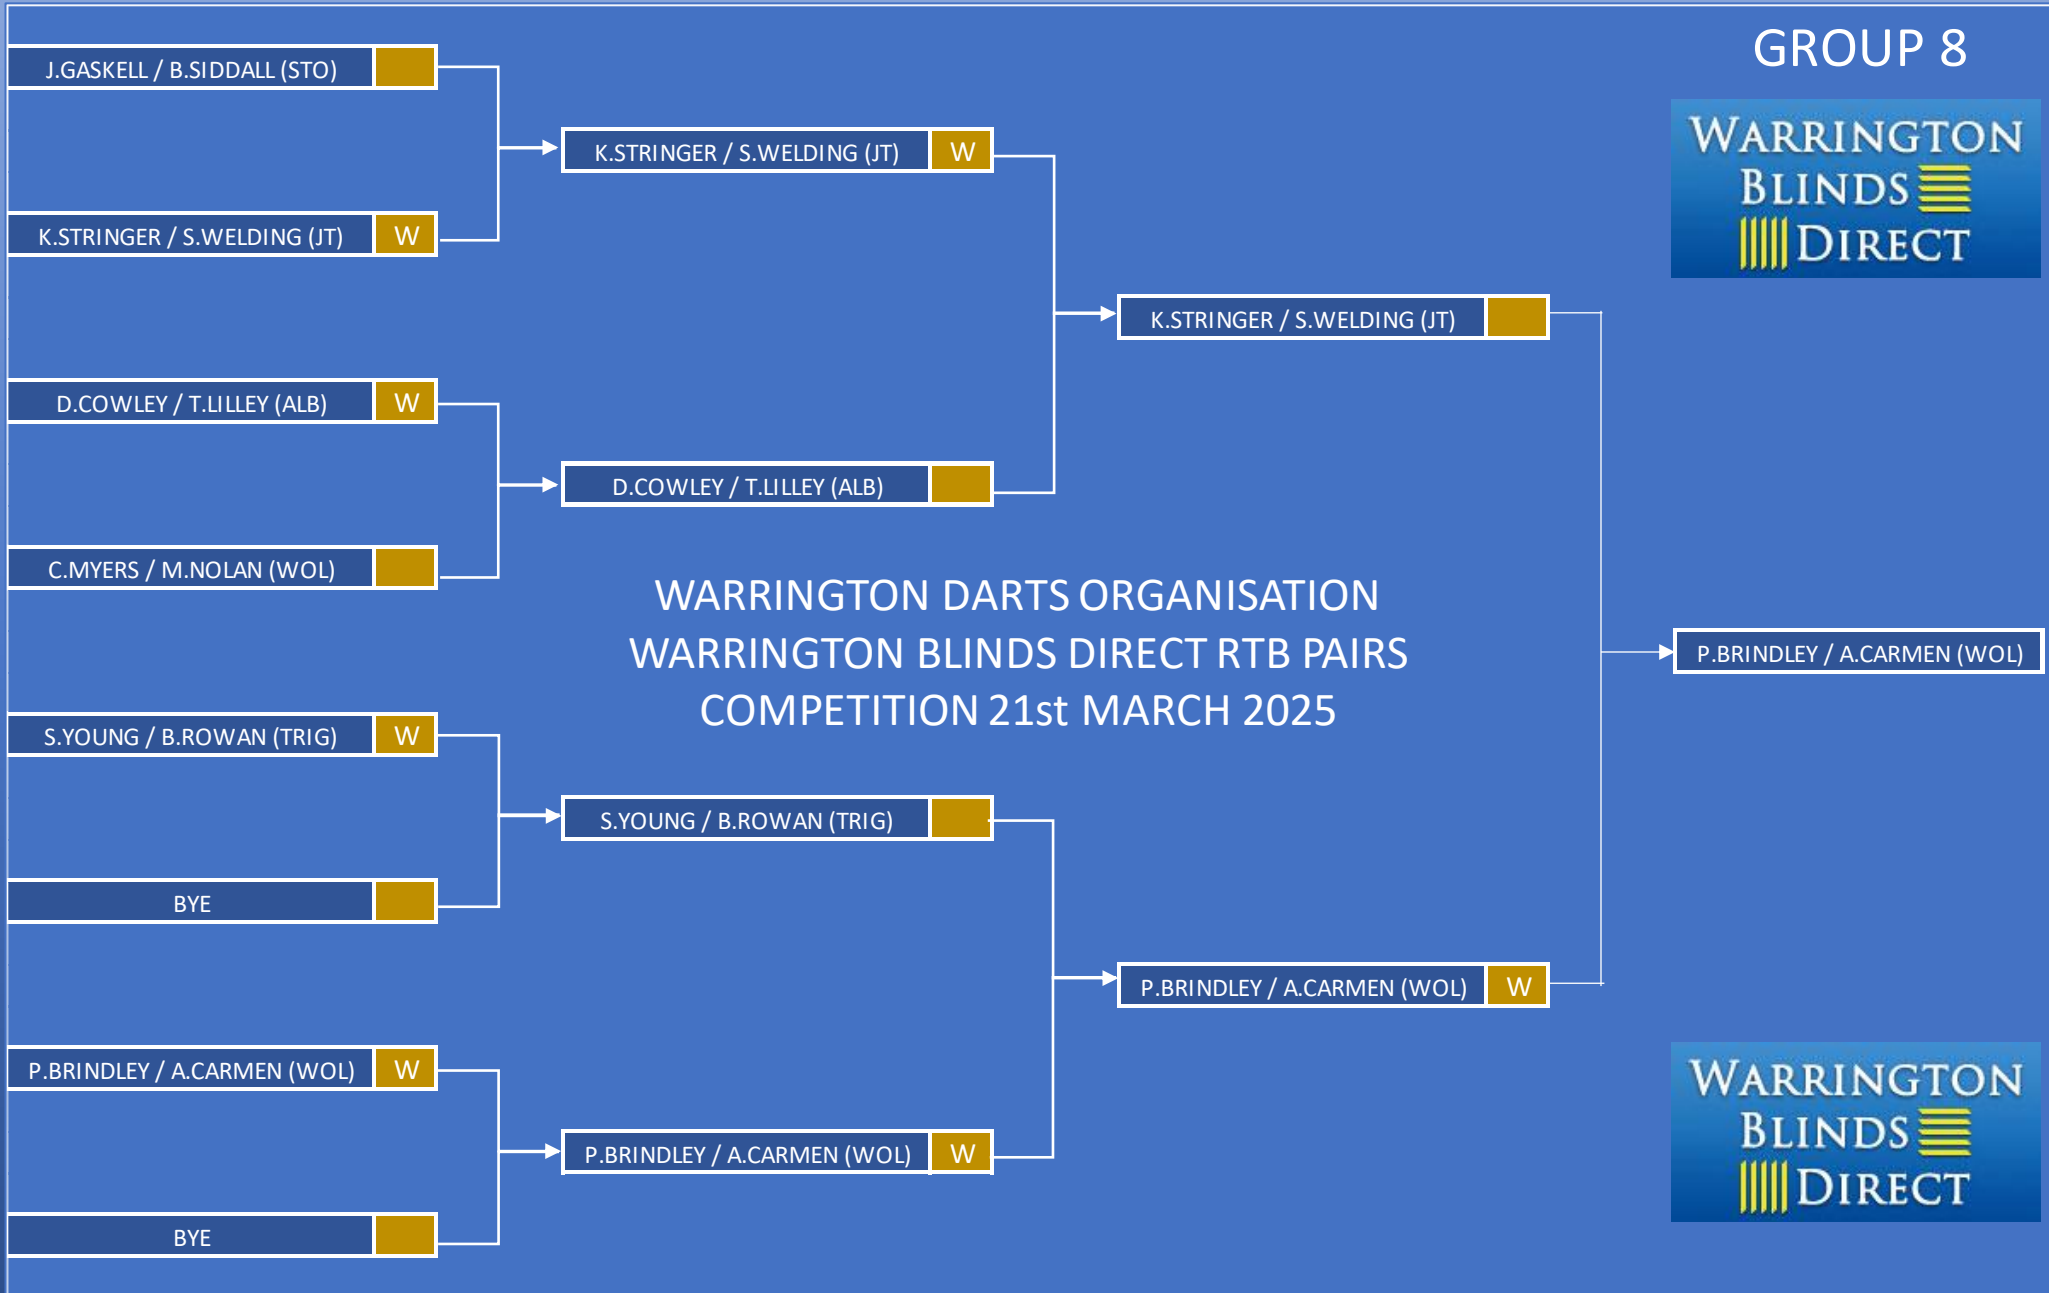 GROUP 8
WARRINGTON
BLINDS
DIRECT
J.GASKELL / B.SIDDALL (STO)
K.STRINGER / S.WELDING (JT) W
D.COWLEY / T.LILLEY (ALB) W
C.MYERS / M.NOLAN (WOL)
S.YOUNG / B.ROWAN (TRIG) W
BYE
P.BRINDLEY / A.CARMEN (WOL) W
BYE
K.STRINGER / S.WELDING (JT) W
D.COWLEY / T.LILLEY (ALB)
WARRINGTON DARTS ORGANISATION
WARRINGTON BLINDS DIRECT RTB PAIRS
COMPETITION 21st MARCH 2025
S.YOUNG / B.ROWAN (TRIG)
P.BRINDLEY / A.CARMEN (WOL) W
K.STRINGER / S.WELDING (JT)
P.BRINDLEY / A.CARMEN (WOL) W
P.BRINDLEY / A.CARMEN (WOL)
WARRINGTON
BLINDS
DIRECT